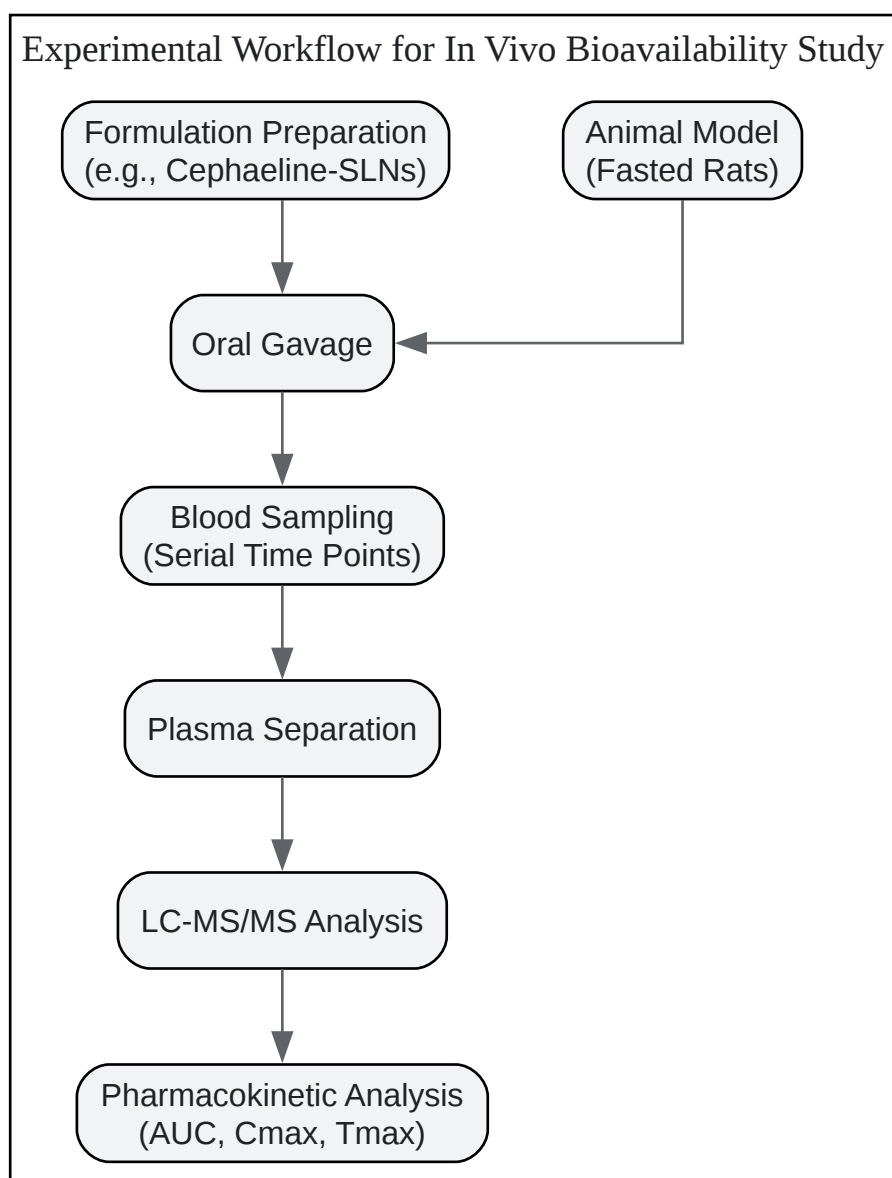 Experimental Workflow for In Vivo Bioavailability Study
Formulation Preparation
(e.g., Cephaeline-SLNs)
Animal Model
(Fasted Rats)
Oral Gavage
Blood Sampling
(Serial Time Points)
Plasma Separation
LC-MS/MS Analysis
Pharmacokinetic Analysis
(AUC, Cmax, Tmax)